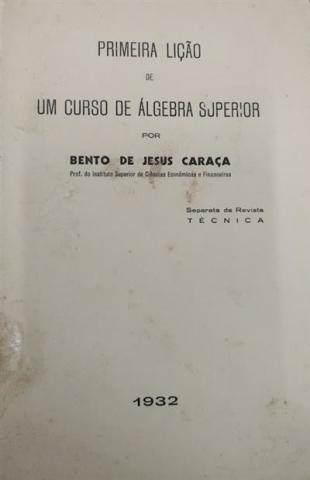 PRIMEIRA LIÇÃO
DE
UM CURSO DE ÁLGEBRA SUPERIOR
POR
BENTO DE JESUS CARAÇA
Prof. do Instituto Superior de Ciências Económicas e Financeiras
Separata da Revista
TÉCNICA
1932